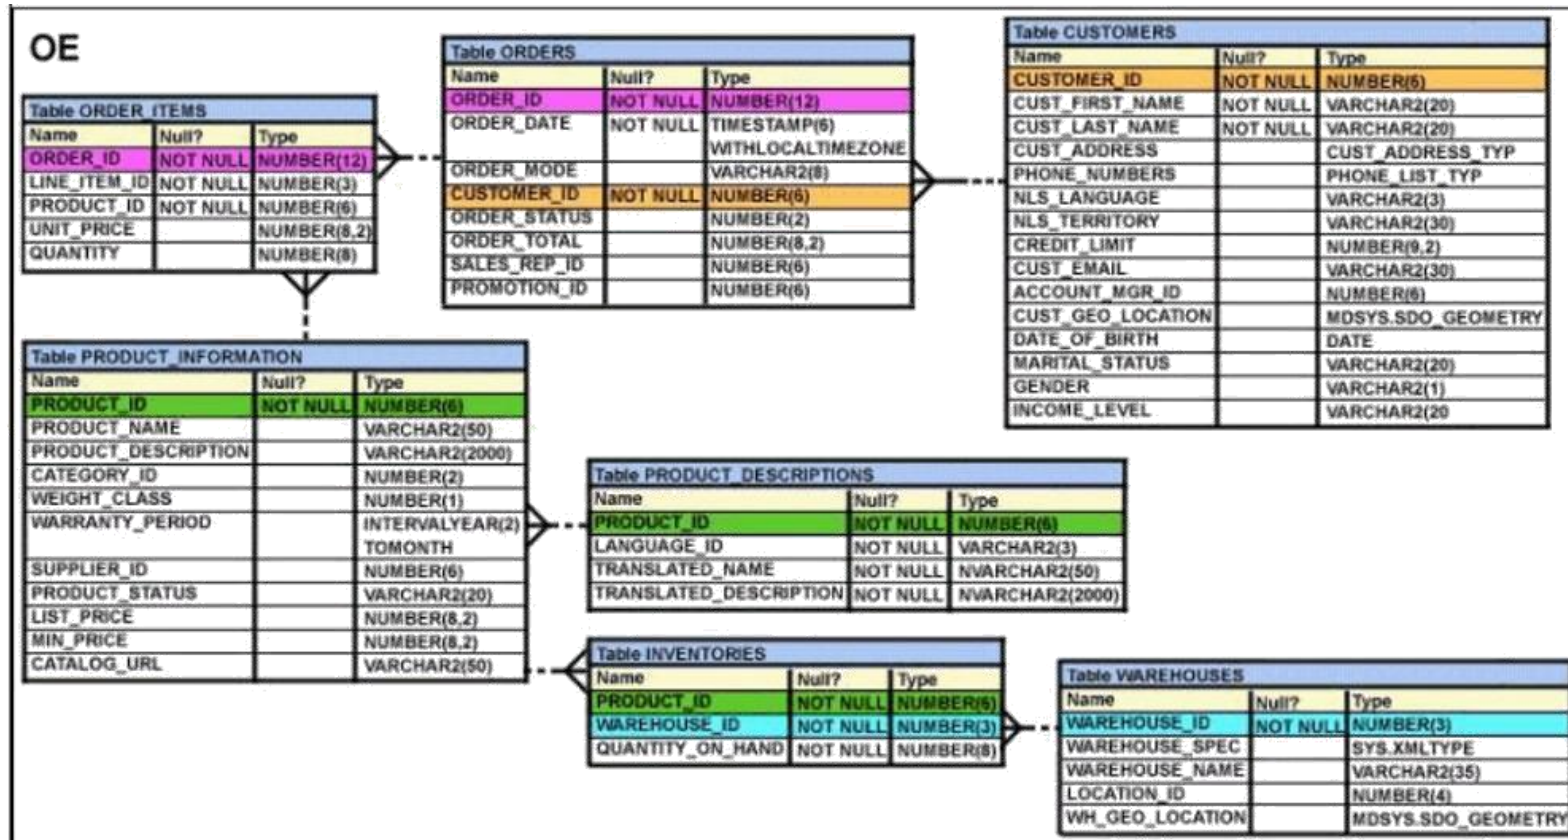 OE
Table ORDER_ITEMS
Name Null? Type
ORDER_ID NOT NULL NUMBER(12)
LINE_ITEM_ID NOT NULL NUMBER(3)
PRODUCT_ID NOT NULL NUMBER(6)
UNIT_PRICE NUMBER(8,2)
QUANTITY NUMBER(8)
Table ORDERS
Name Null? Type
ORDER_ID NOT NULL NUMBER(12)
ORDER_DATE NOT NULL TIMESTAMP(6)
WITHLOCALTIMEZONE
ORDER_MODE VARCHAR2(8)
CUSTOMER_ID NOT NULL NUMBER(6)
ORDER_STATUS NUMBER(2)
ORDER_TOTAL NUMBER(8,2)
SALES_REP_ID NUMBER(6)
PROMOTION_ID NUMBER(6)
Table CUSTOMERS
Name Null? Type
CUSTOMER_ID NOT NULL NUMBER(6)
CUST_FIRST_NAME NOT NULL VARCHAR2(20)
CUST_LAST_NAME NOT NULL VARCHAR2(20)
CUST_ADDRESS CUST_ADDRESS_TYP
PHONE_NUMBERS PHONE_LIST_TYP
NLS_LANGUAGE VARCHAR2(3)
NLS_TERRITORY VARCHAR2(30)
CREDIT_LIMIT NUMBER(9,2)
CUST_EMAIL VARCHAR2(30)
ACCOUNT_MGR_ID NUMBER(6)
CUST_GEO_LOCATION MDSYS.SDO_GEOMETRY
DATE_OF_BIRTH DATE
MARITAL_STATUS VARCHAR2(20)
GENDER VARCHAR2(1)
INCOME_LEVEL VARCHAR2(20
Table PRODUCT_INFORMATION
Name Null? Type
PRODUCT_ID NOT NULL NUMBER(6)
PRODUCT_NAME VARCHAR2(50)
PRODUCT_DESCRIPTION VARCHAR2(2000)
CATEGORY_ID NUMBER(2)
WEIGHT_CLASS NUMBER(1)
WARRANTY_PERIOD INTERVALYEAR(2)
TOMONTH
SUPPLIER_ID NUMBER(6)
PRODUCT_STATUS VARCHAR2(20)
LIST_PRICE NUMBER(8,2)
MIN_PRICE NUMBER(8,2)
CATALOG_URL VARCHAR2(50)
Table PRODUCT_DESCRIPTIONS
Name Null? Type
PRODUCT_ID NOT NULL NUMBER(6)
LANGUAGE_ID NOT NULL VARCHAR2(3)
TRANSLATED_NAME NOT NULL NVARCHAR2(50)
TRANSLATED_DESCRIPTION NOT NULL NVARCHAR2(2000)
Table INVENTORIES
Name Null? Type
PRODUCT_ID NOT NULL NUMBER(6)
WAREHOUSE_ID NOT NULL NUMBER(3)
QUANTITY_ON_HAND NOT NULL NUMBER(8)
Table WAREHOUSES
Name Null? Type
WAREHOUSE_ID NOT NULL NUMBER(3)
WAREHOUSE_SPEC SYS.XMLTYPE
WAREHOUSE_NAME VARCHAR2(35)
LOCATION_ID NUMBER(4)
WH_GEO_LOCATION MDSYS.SDO_GEOMETRY